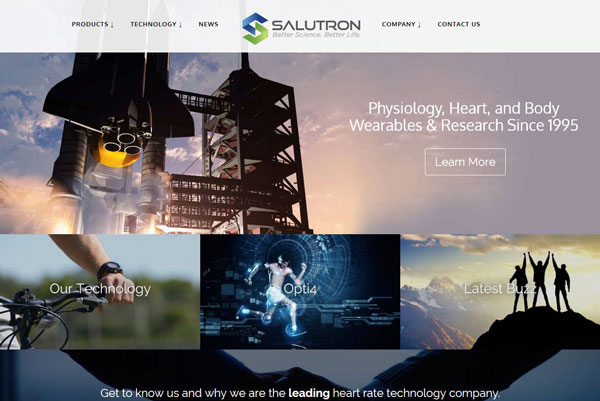 PRODUCTS ↓
TECHNOLOGY ↓
NEWS
SALUTRON
Better Science. Better Life.
COMPANY ↓
CONTACT US
Physiology, Heart, and Body
Wearables & Research Since 1995
Learn More
Our Technology
Opti4
Latest Buzz
Get to know us and why we are the leading heart rate technology company.